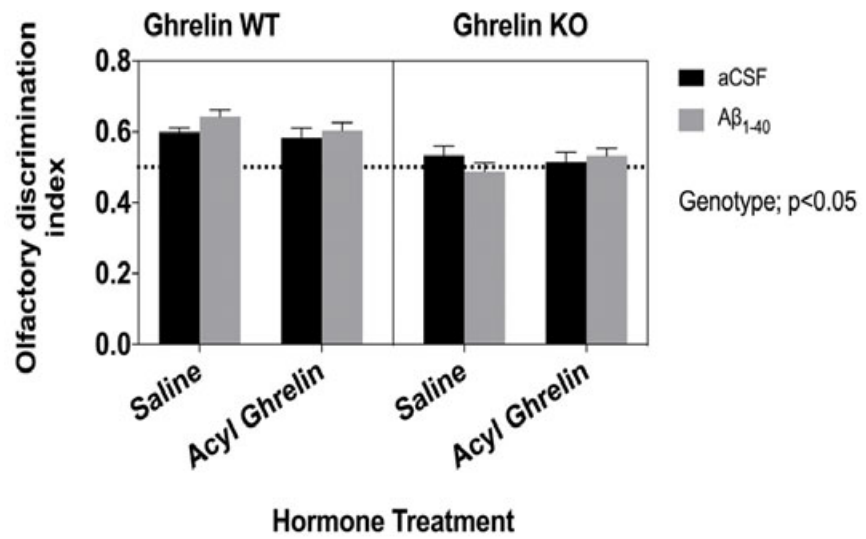 Ghrelin WT
Ghrelin KO
Olfactory discrimination
index
0.8
0.6
0.4
0.2
0.0
aCSF
Aβ₁₋₄₀
Genotype; p<0.05
Saline
Acyl Ghrelin
Saline
Acyl Ghrelin
Hormone Treatment